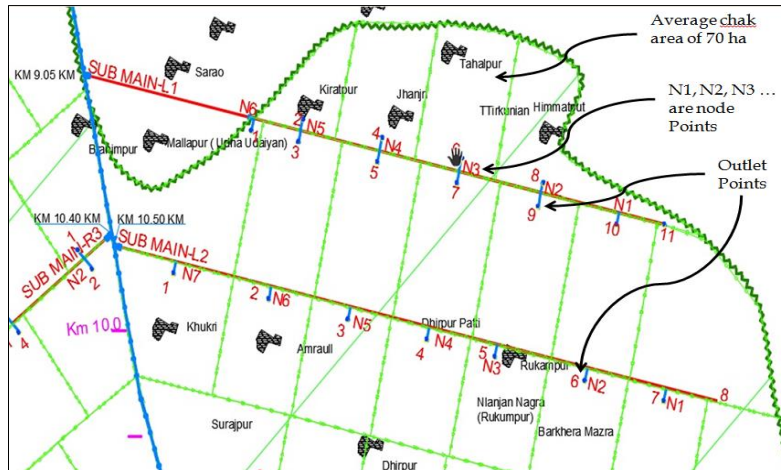 Average chak
area of 70 ha
Tahalpur
KM 9.05 KM
SUB MAIN-L1
Sarao
N6
Kiratpur
Jhanjri
TTirkunian
Himmatnut
N1, N2, N3 …
are node
Points
1
2
N5
3
4
N4
5
6
N3
7
8
N2
9
N1
10
11
Mallapur ( Upna Udaiyan)
Outlet
Points
KM 10.40 KM
KM 10.50 KM
SUB MAIN-R3
1
N2
2
4
SUB MAIN-L2
1
N7
2
N6
3
N5
Dhirpur Patti
4
N4
5
N3
Rukampur
6
N2
7
N1
8
Km 10.0
Khukri
Amrauli
NIanjan Nagra
(Rukumpur)
Surajpur
Barkhera Mazra
Dhirpur